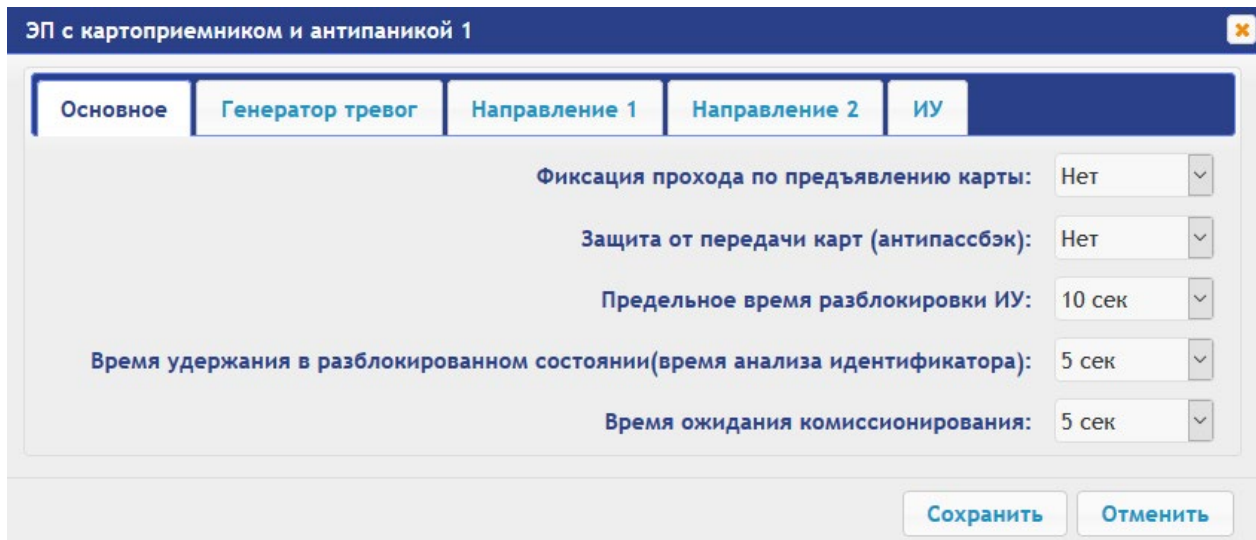 ЭП с картоприемником и антипаникой 1
Основное Генератор тревог Направление 1 Направление 2 ИУ
Фиксация прохода по предъявлению карты: Нет
Защита от передачи карт (антипассбэк): Нет
Предельное время разблокировки ИУ: 10 сек
Время удержания в разблокированном состоянии(время анализа идентификатора): 5 сек
Время ожидания комиссионирования: 5 сек
Сохранить Отменить